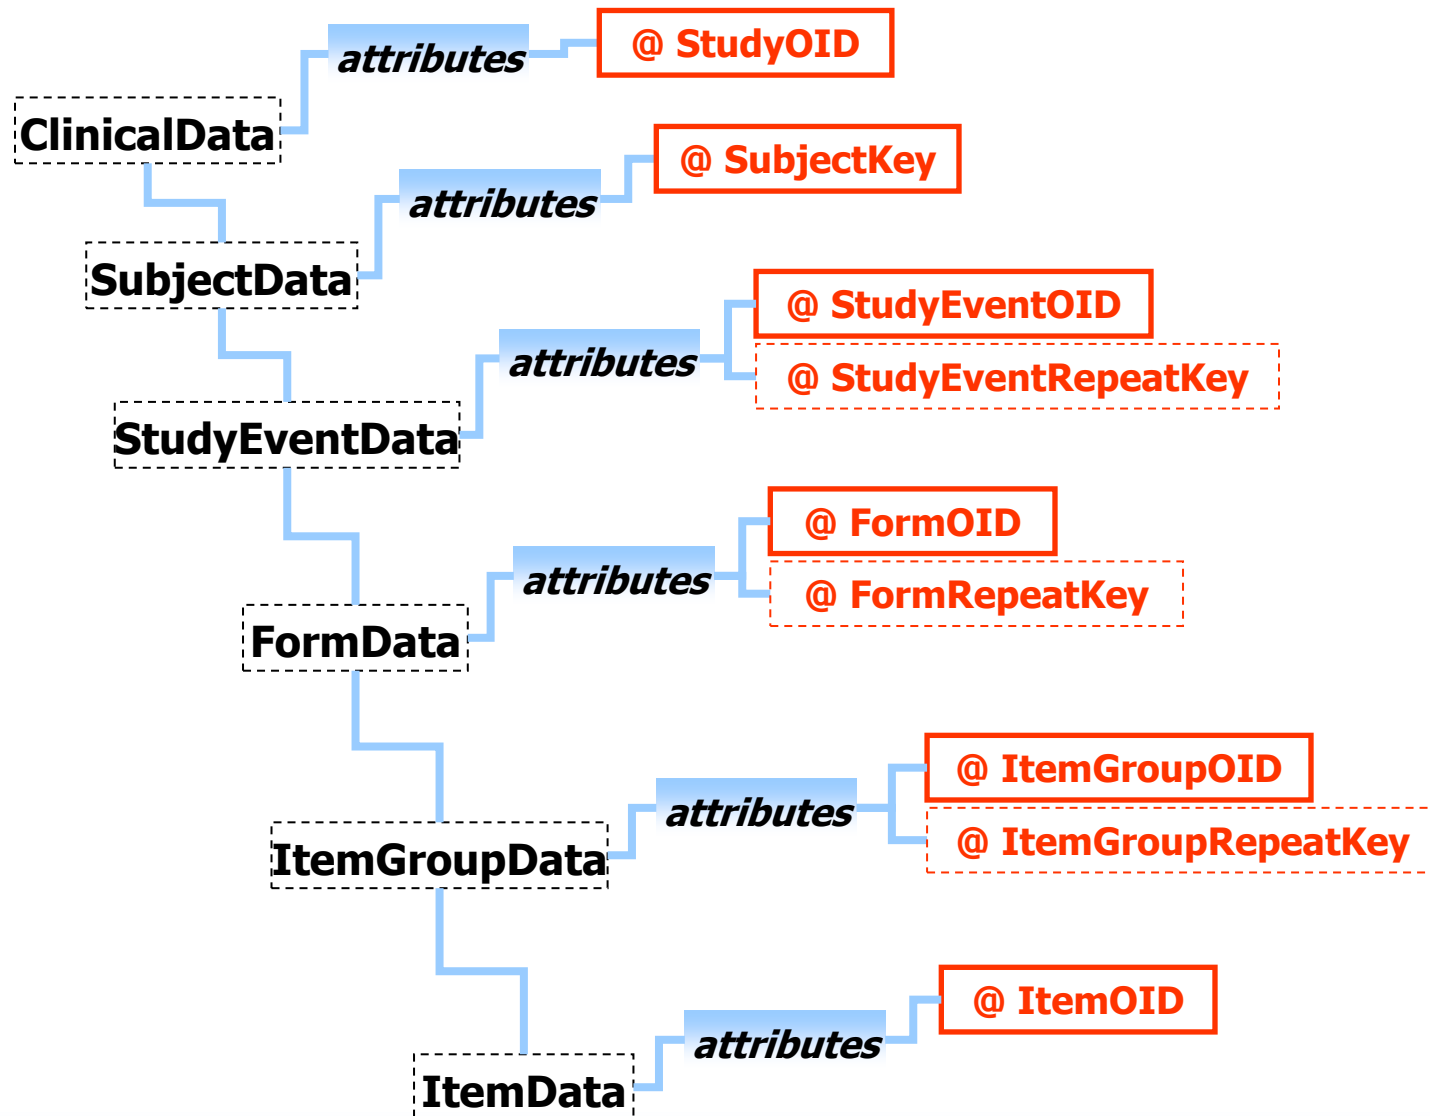 attributes
@ StudyOID
ClinicalData
@ SubjectKey
attributes
SubjectData
@ StudyEventOID
attributes
@ StudyEventRepeatKey
StudyEventData
@ FormOID
attributes
@ FormRepeatKey
FormData
@ ItemGroupOID
attributes
@ ItemGroupRepeatKey
ItemGroupData
@ ItemOID
attributes
ItemData